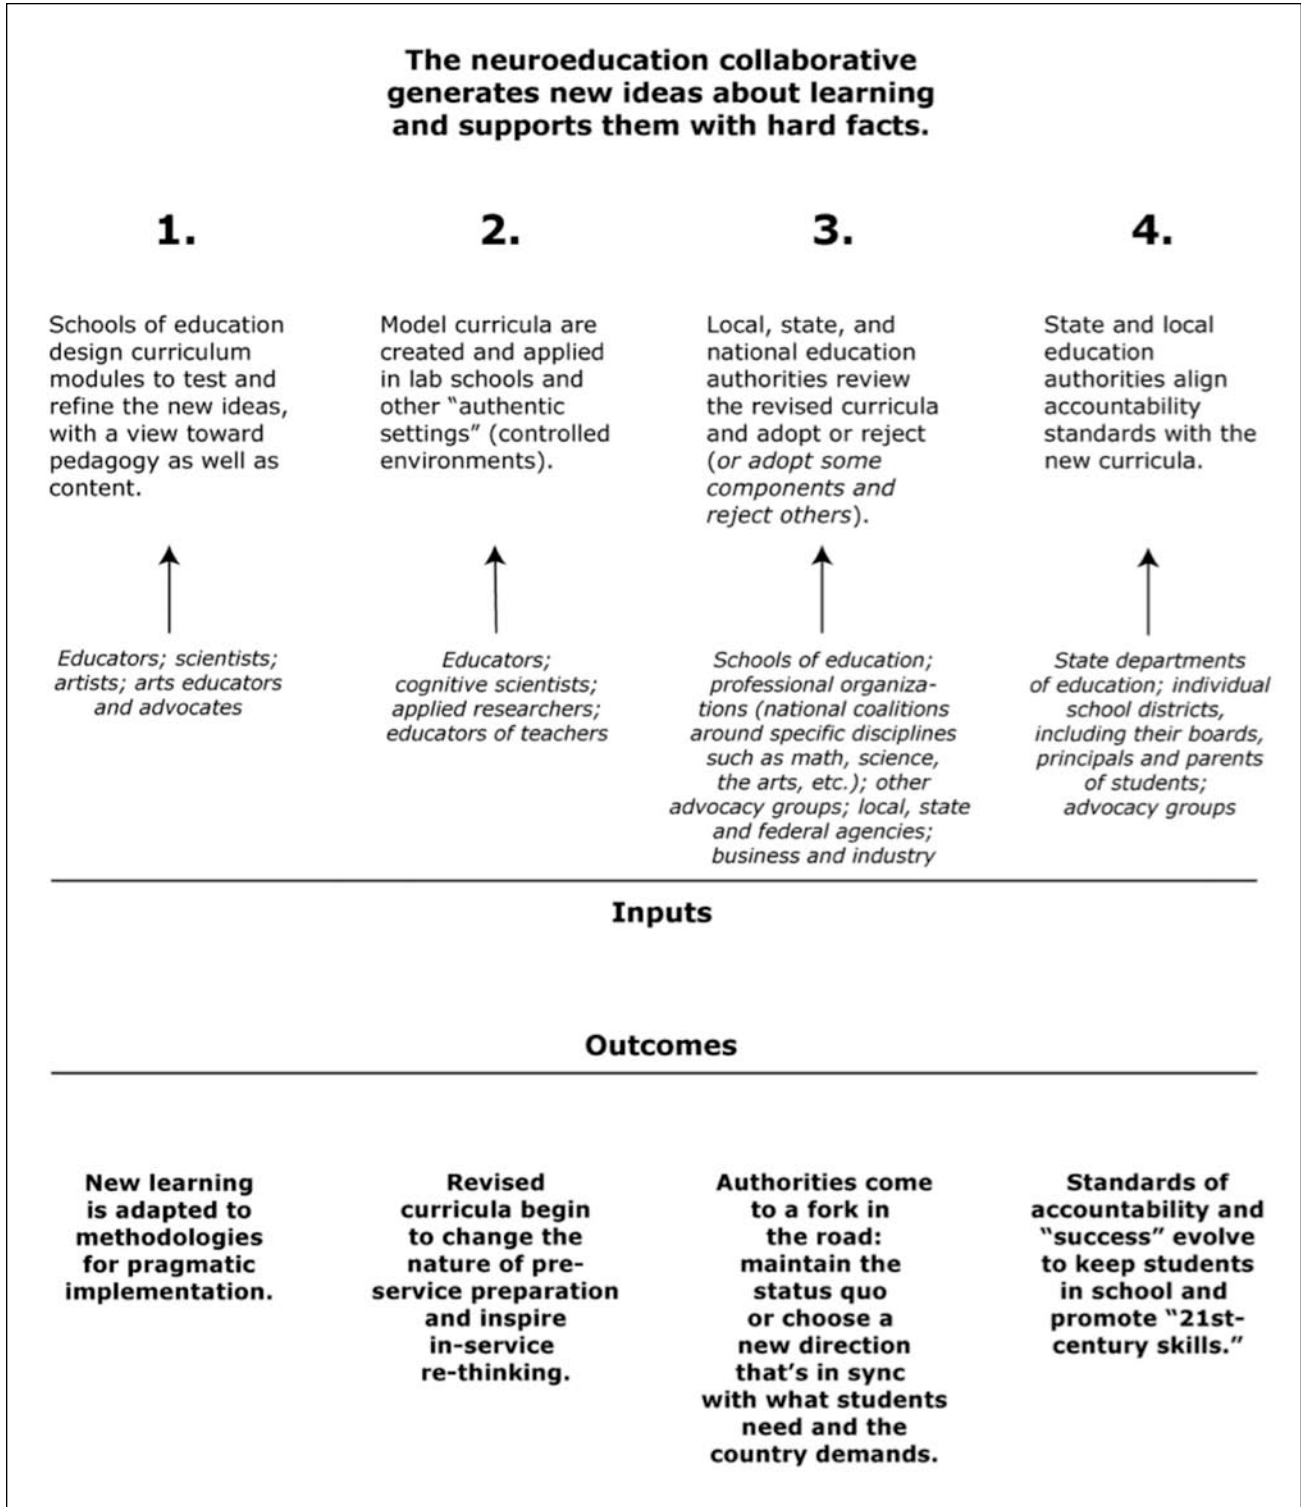 The neuroeducation collaborative
generates new ideas about learning
and supports them with hard facts.
1.
Schools of education
design curriculum
modules to test and
refine the new ideas,
with a view toward
pedagogy as well as
content.
Educators; scientists;
artists; arts educators
and advocates
2.
Model curricula are
created and applied
in lab schools and
other “authentic
settings” (controlled
environments).
Educators;
cognitive scientists;
applied researchers;
educators of teachers
3.
Local, state, and
national education
authorities review
the revised curricula
and adopt or reject
(or adopt some
components and
reject others).
Schools of education;
professional organiza-
tions (national coalitions
around specific disciplines
such as math, science,
the arts, etc.); other
advocacy groups; local, state
and federal agencies;
business and industry
4.
State and local
education
authorities align
accountability
standards with the
new curricula.
State departments
of education; individual
school districts,
including their boards,
principals and parents
of students;
advocacy groups
Inputs
Outcomes
New learning
is adapted to
methodologies
for pragmatic
implementation.
Revised
curricula begin
to change the
nature of pre-
service preparation
and inspire
in-service
re-thinking.
Authorities come
to a fork in
the road:
maintain the
status quo
or choose a
new direction
that’s in sync
with what students
need and the
country demands.
Standards of
accountability and
“success” evolve
to keep students
in school and
promote “21st-
century skills.”